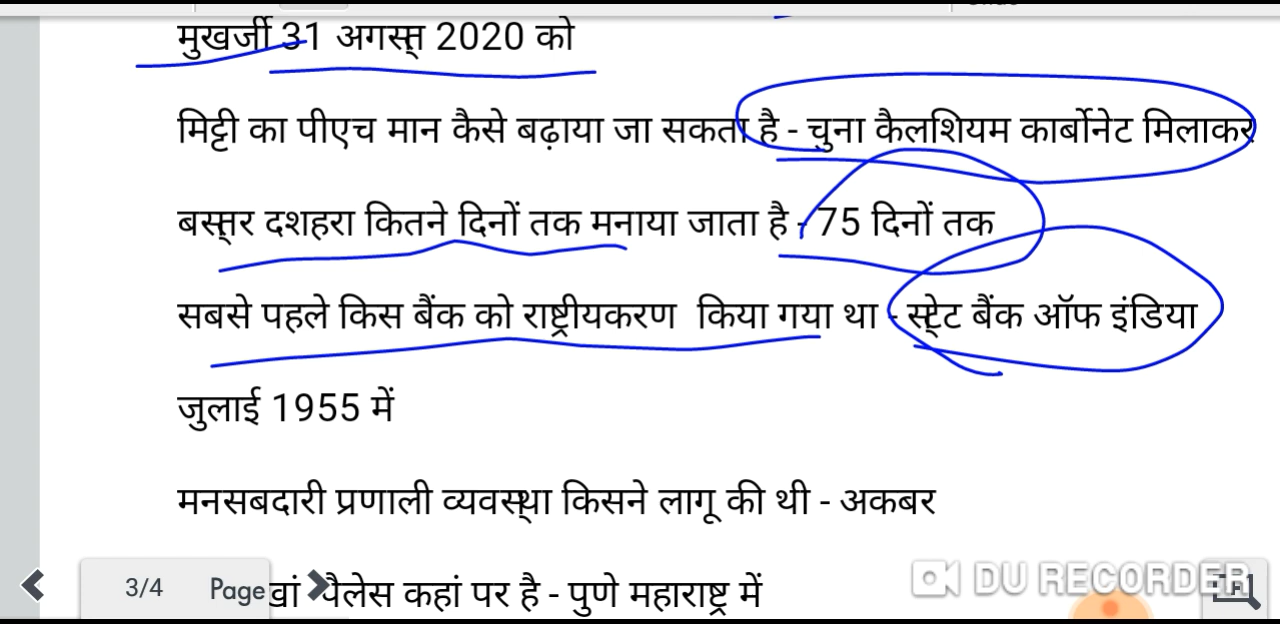 मुखर्जी 31 अगस्त 2020 को
मिट्टी का पीएच मान कैसे बढ़ाया जा सकता है - चुना कैलशियम कार्बोनेट मिलाकर
बस्तर दशहरा कितने दिनों तक मनाया जाता है - 75 दिनों तक
सबसे पहले किस बैंक को राष्ट्रीयकरण किया गया था - स्टेट बैंक ऑफ इंडिया
जुलाई 1955 में
मनसबदारी प्रणाली व्यवस्था किसने लागू की थी - अकबर
पैलेस कहां पर है - पुणे महाराष्ट्र में
3/4 Page
DU RECORDER